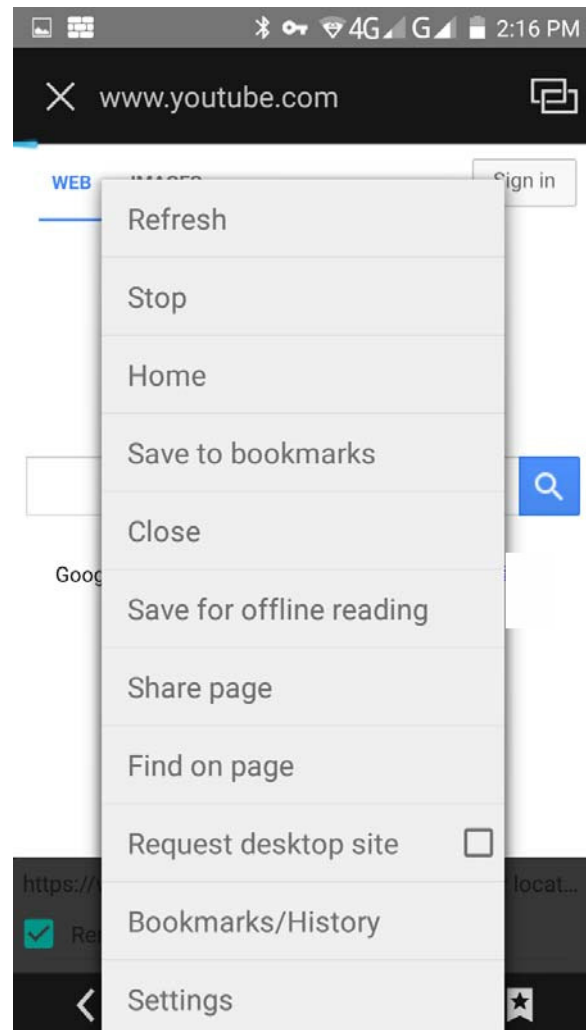 4G G 2:16 PM
www.youtube.com
WEB Sign in
Refresh
Stop
Home
Save to bookmarks
Close
Goog
Save for offline reading
Share page
Find on page
Request desktop site
https:// locat...
Bookmarks/History
Settings